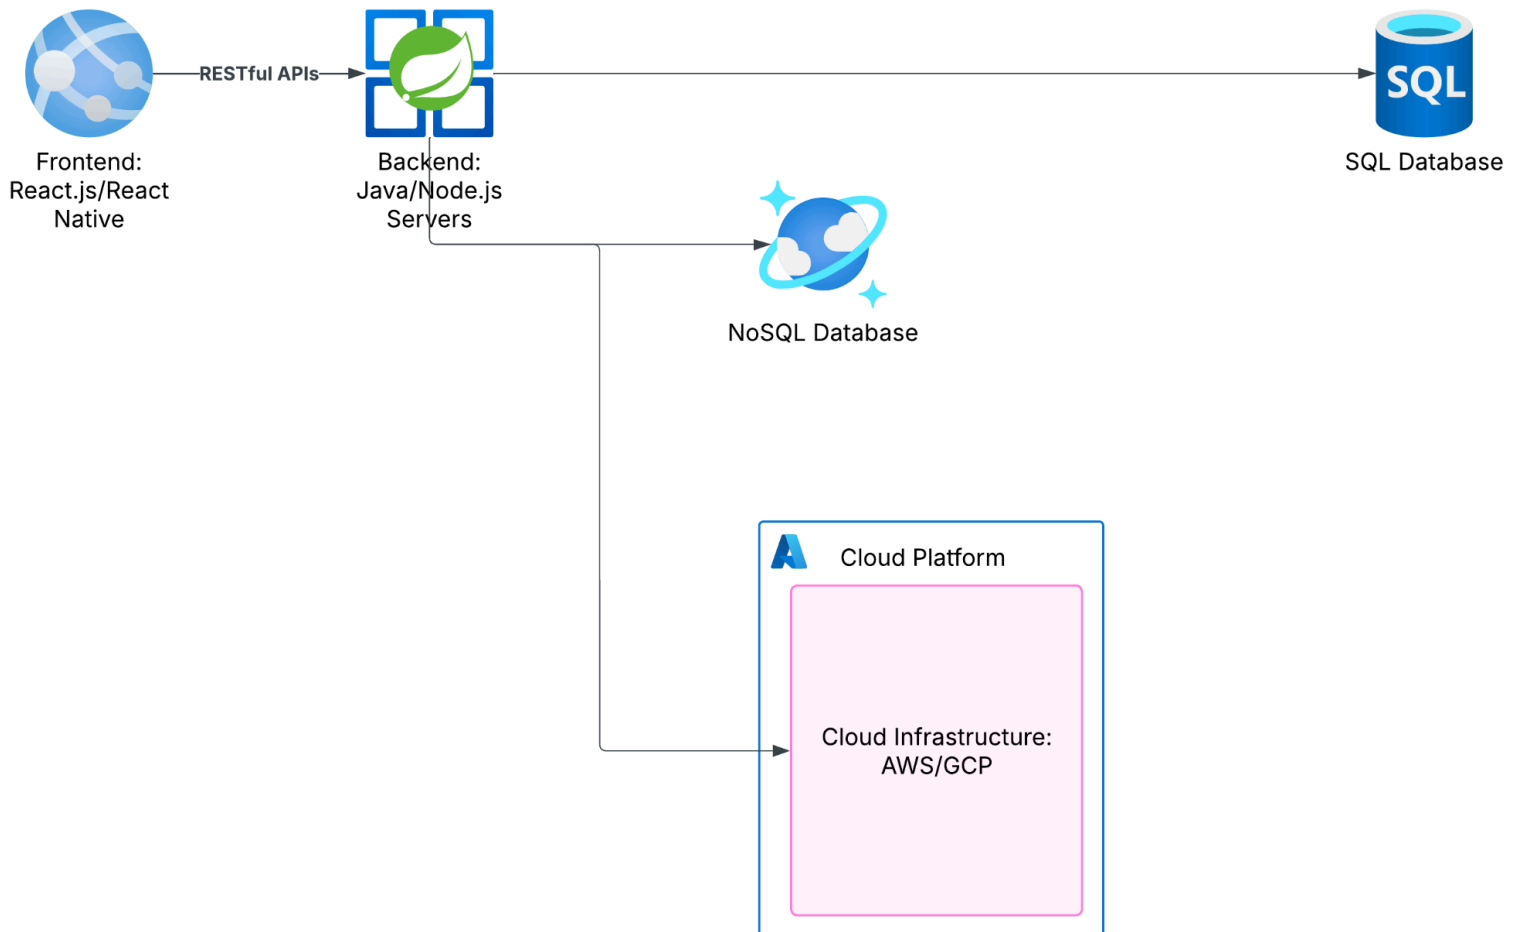 RESTful APIs
SQL
Frontend:
React.js/React
Native
Backend:
Java/Node.js
Servers
SQL Database
NoSQL Database
Cloud Platform
Cloud Infrastructure:
AWS/GCP